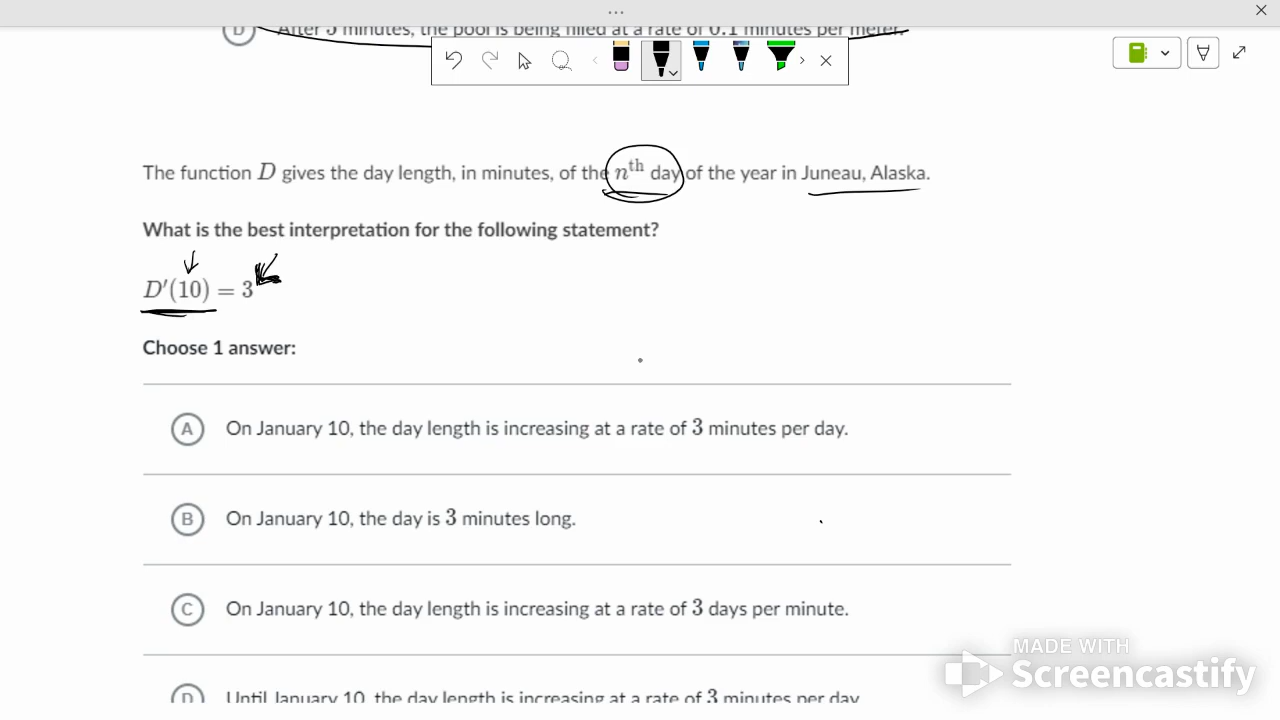 D After 5 minutes, the pool is being filled at a rate of 0.1 minutes per meter.
The function D gives the day length, in minutes, of the nth day of the year in Juneau, Alaska.
What is the best interpretation for the following statement?
D′(10) = 3
Choose 1 answer:
A On January 10, the day length is increasing at a rate of 3 minutes per day.
B On January 10, the day is 3 minutes long.
C On January 10, the day length is increasing at a rate of 3 days per minute.
D Until January 10, the day length is increasing at a rate of 3 minutes per day
MADE WITH
Screencastify